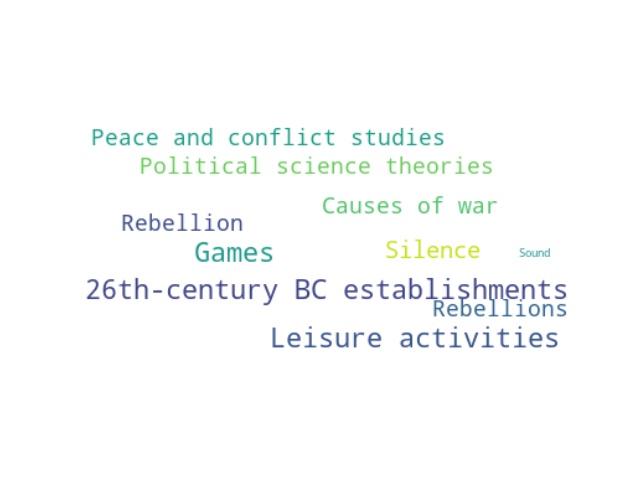 Peace and conflict studies
Political science theories
Causes of war
Rebellion
Games
Silence
Sound
26th-century BC establishments
Rebellions
Leisure activities